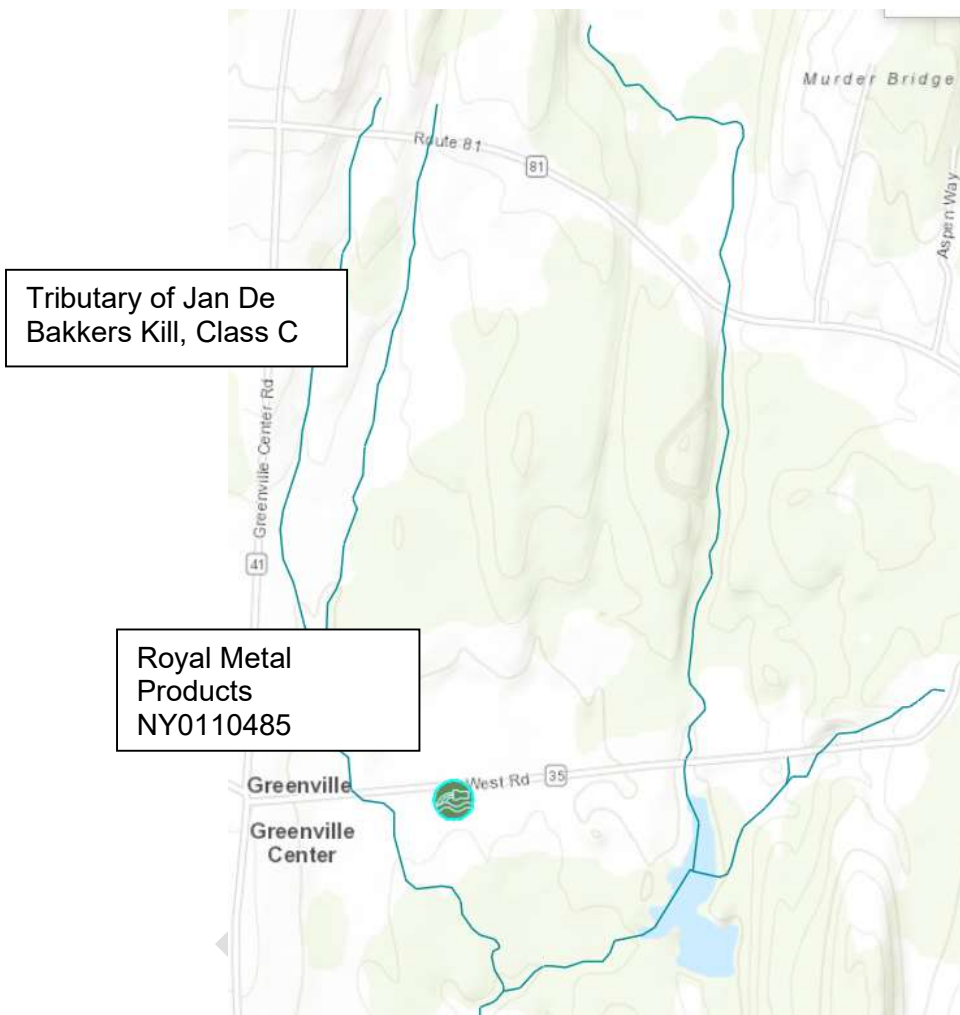 Murder Bridge
Route 81
81
Aspen Way
Tributary of Jan De
Bakkers Kill, Class C
Greenville Center Rd
41
Royal Metal
Products
NY0110485
West Rd
35
Greenville
Greenville
Center